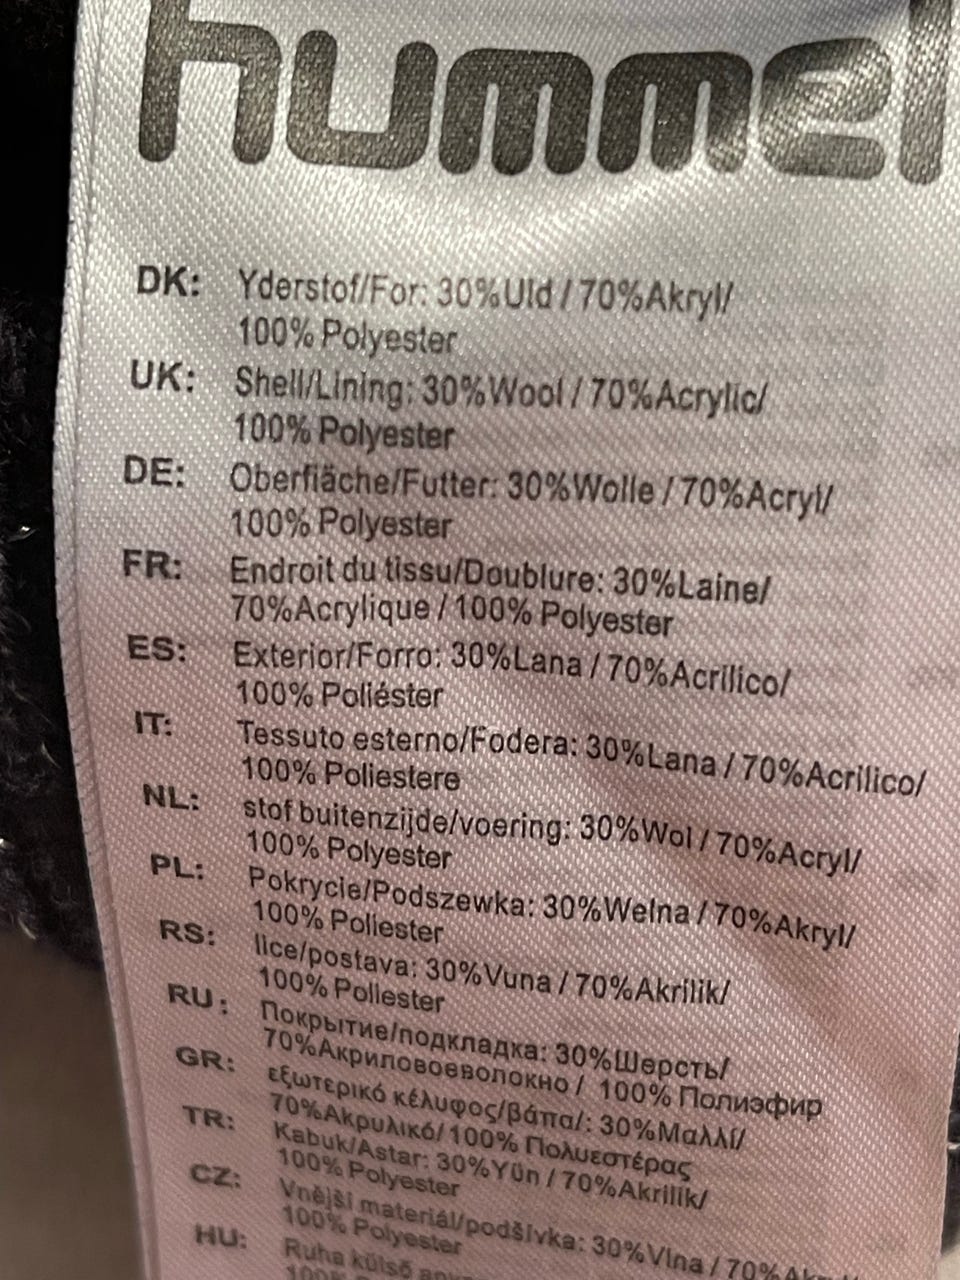 hummel
DK: Yderstof/For: 30%Uld / 70%Akryl/
100% Polyester
UK: Shell/Lining: 30%Wool / 70%Acrylic/
100% Polyester
DE: Oberfläche/Futter: 30%Wolle / 70%Acryl/
100% Polyester
FR: Endroit du tissu/Doublure: 30%Laine/
70%Acrylique / 100% Polyester
ES: Exterior/Forro: 30%Lana / 70%Acrilico/
100% Poliéster
IT: Tessuto esterno/Fodera: 30%Lana / 70%Acrilico/
100% Poliestere
NL: stof buitenzijde/voering: 30%Wol / 70%Acryl/
100% Polyester
PL: Pokrycie/Podszewka: 30%Welna / 70%Akryl/
100% Poliester
RS: lice/postava: 30%Vuna / 70%Akrilik/
100% Poliester
RU: Покрытие/подкладка: 30%Шерсть/
70%Акриловоеволокно / 100% Полиэфир
GR: εξωτερικό κέλυφος/βάπα/: 30%Μαλλί/
70%Ακρυλικό/ 100% Πολυεστέρας
TR: Kabuk/Astar: 30%Yün / 70%Akrilik/
100% Polyester
CZ: Vnější materiál/podšívka: 30%Vlna / 70%
100% Polyester
HU: Ruha külső